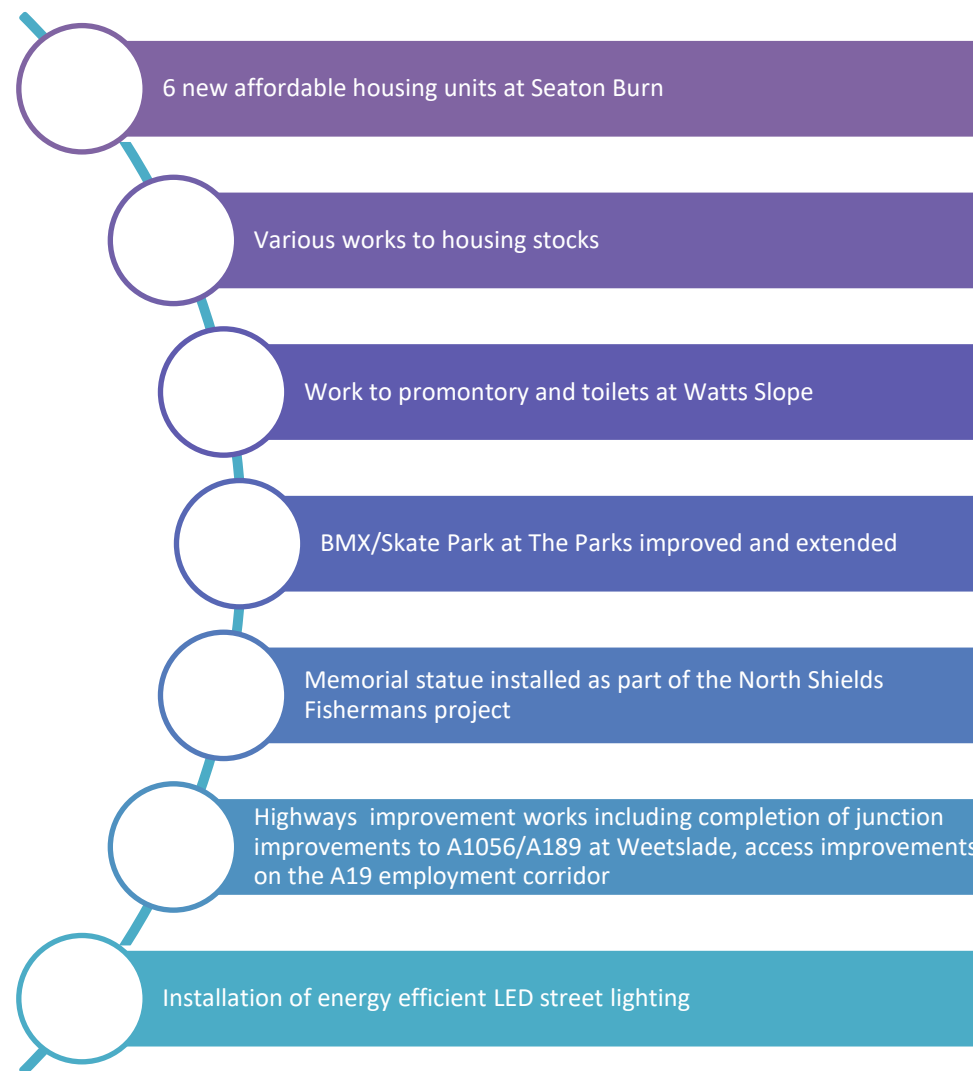 6 new affordable housing units at Seaton Burn
Various works to housing stocks
Work to promontory and toilets at Watts Slope
BMX/Skate Park at The Parks improved and extended
Memorial statue installed as part of the North Shields
Fishermans project
Highways  improvement works including completion of junction
improvements to A1056/A189 at Weetslade, access improvements
on the A19 employment corridor
Installation of energy efficient LED street lighting